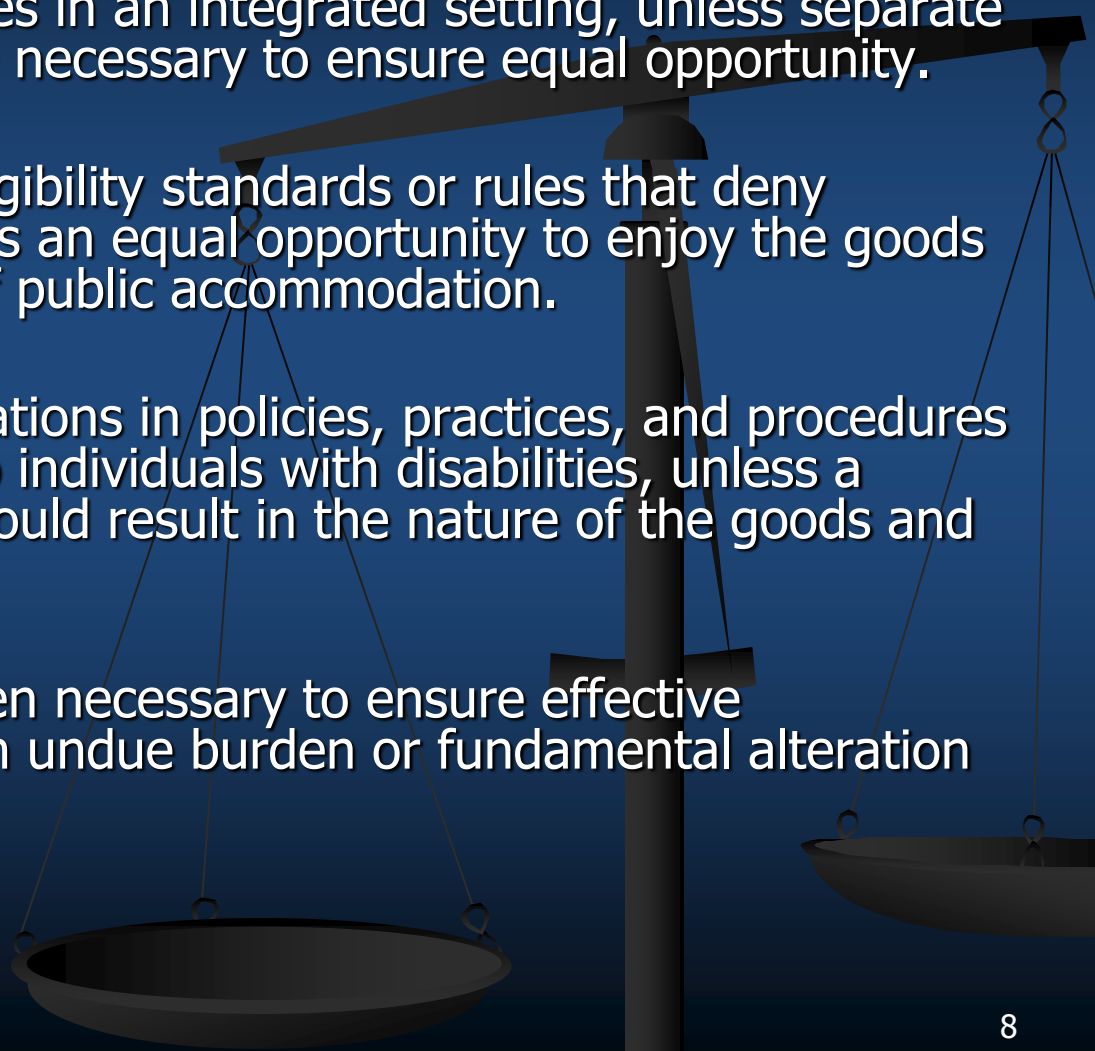 es in an integrated setting, unless separate
necessary to ensure equal opportunity.
gibility standards or rules that deny
s an equal opportunity to enjoy the goods
f public accommodation.
ations in policies, practices, and procedures
o individuals with disabilities, unless a
ould result in the nature of the goods and
en necessary to ensure effective
n undue burden or fundamental alteration
8